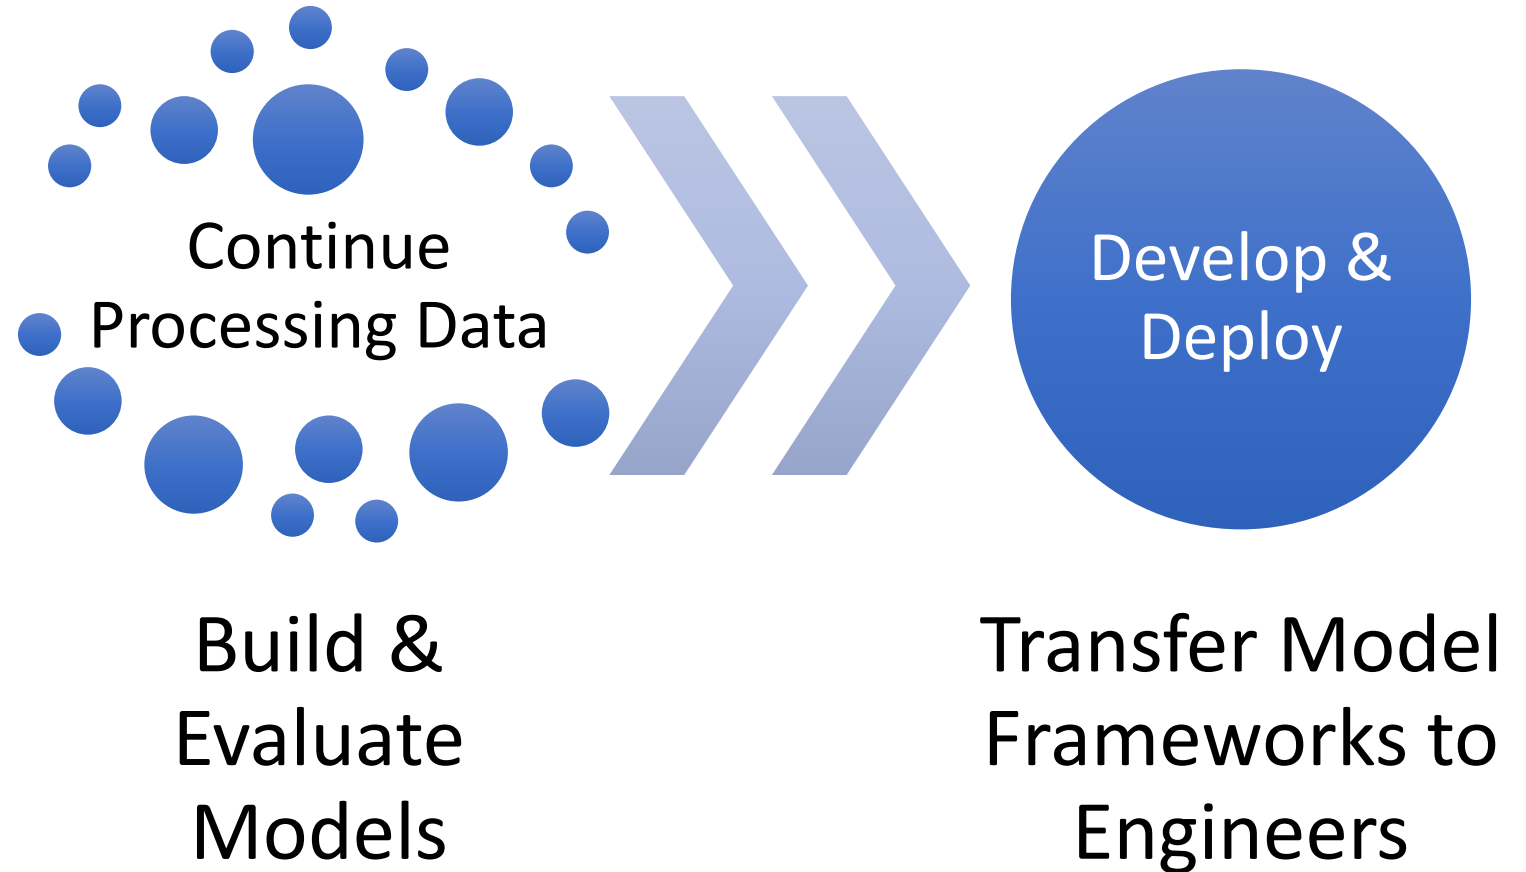 Continue
Processing Data
Develop &
Deploy
Build &
Evaluate
Models
Transfer Model
Frameworks to
Engineers